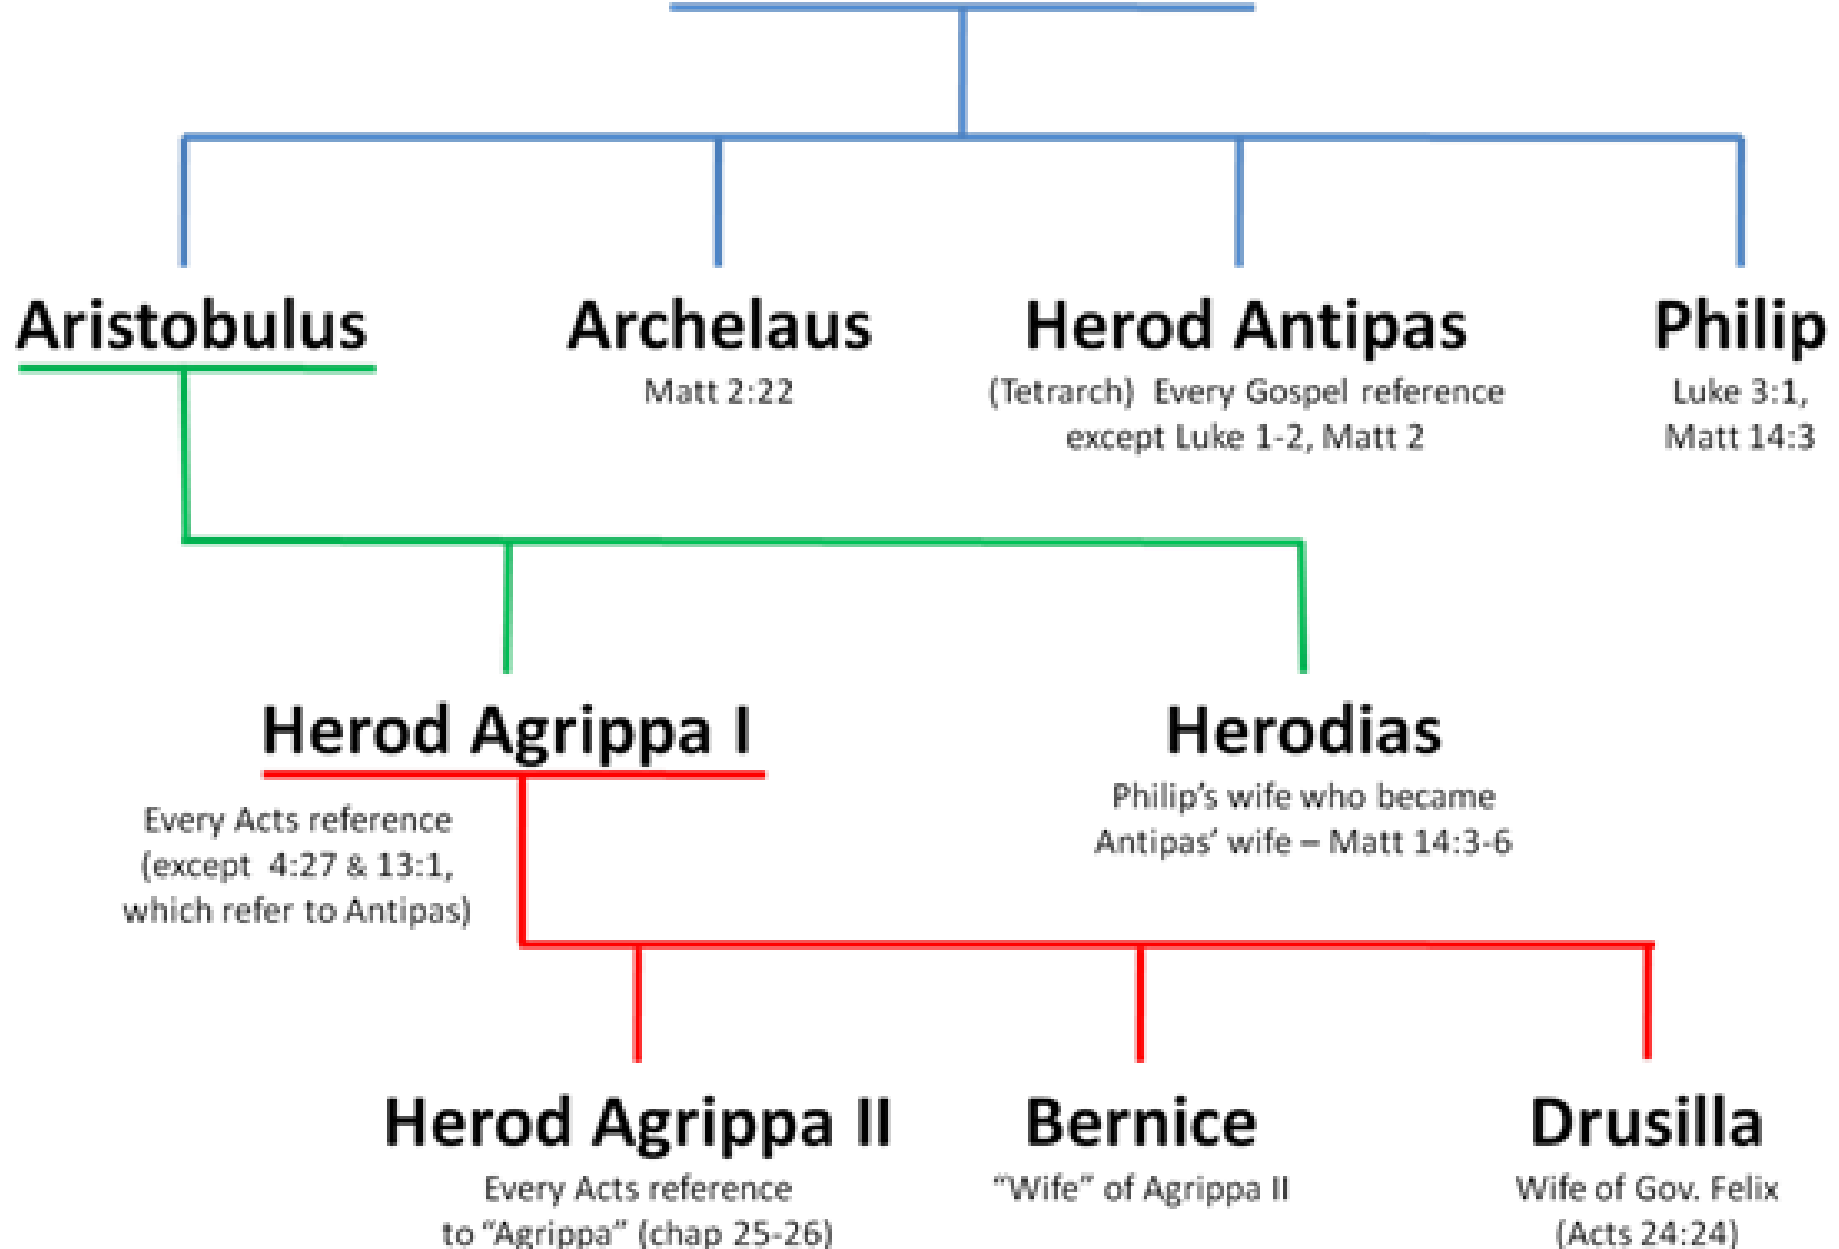 Aristobulus
Archelaus
Matt 2:22
Herod Antipas
(Tetrarch) Every Gospel reference
except Luke 1-2, Matt 2
Philip
Luke 3:1,
Matt 14:3
Herod Agrippa I
Every Acts reference
(except 4:27 & 13:1,
which refer to Antipas)
Herodias
Philip's wife who became
Antipas' wife – Matt 14:3-6
Herod Agrippa II
Every Acts reference
to "Agrippa" (chap 25-26)
Bernice
"Wife" of Agrippa II
Drusilla
Wife of Gov. Felix
(Acts 24:24)